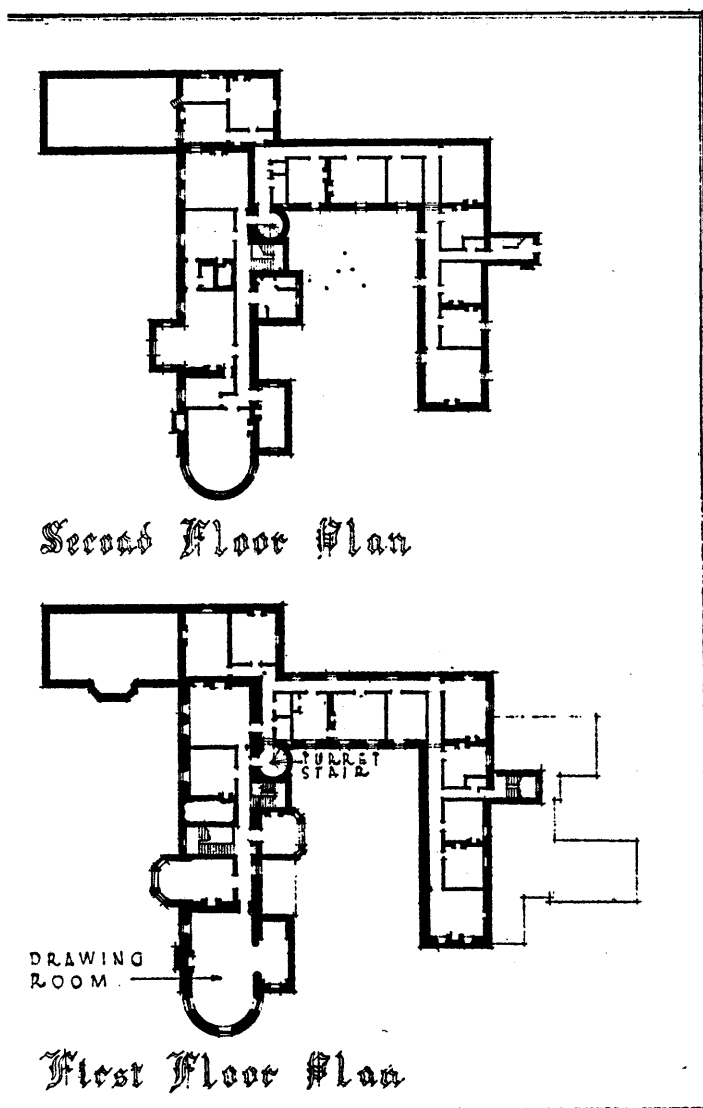 Second Floor Plan
TURRET
STAIR
DRAWING
ROOM
First Floor Plan